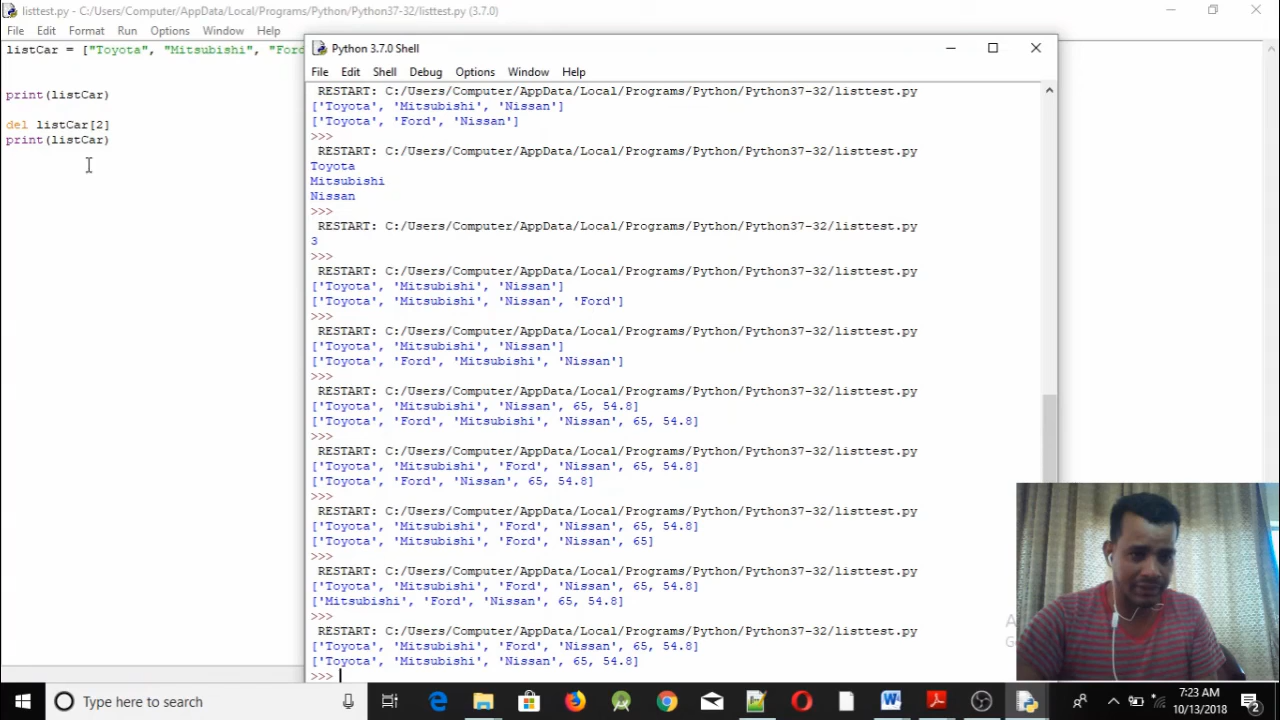 listtest.py - C:/Users/Computer/AppData/Local/Programs/Python/Python37-32/listtest.py (3.7.0)
File Edit Format Run Options Window Help
listCar = ["Toyota", "Mitsubishi", "Ford
print(listCar)
del listCar[2]
print(listCar)
Python 3.7.0 Shell
File Edit Shell Debug Options Window Help
RESTART: C:/Users/Computer/AppData/Local/Programs/Python/Python37-32/listtest.py
['Toyota', 'Mitsubishi', 'Nissan']
['Toyota', 'Ford', 'Nissan']
>>>
RESTART: C:/Users/Computer/AppData/Local/Programs/Python/Python37-32/listtest.py
Toyota
Mitsubishi
Nissan
>>>
RESTART: C:/Users/Computer/AppData/Local/Programs/Python/Python37-32/listtest.py
3
>>>
RESTART: C:/Users/Computer/AppData/Local/Programs/Python/Python37-32/listtest.py
['Toyota', 'Mitsubishi', 'Nissan']
['Toyota', 'Mitsubishi', 'Nissan', 'Ford']
>>>
RESTART: C:/Users/Computer/AppData/Local/Programs/Python/Python37-32/listtest.py
['Toyota', 'Mitsubishi', 'Nissan']
['Toyota', 'Ford', 'Mitsubishi', 'Nissan']
>>>
RESTART: C:/Users/Computer/AppData/Local/Programs/Python/Python37-32/listtest.py
['Toyota', 'Mitsubishi', 'Nissan', 65, 54.8]
['Toyota', 'Ford', 'Mitsubishi', 'Nissan', 65, 54.8]
>>>
RESTART: C:/Users/Computer/AppData/Local/Programs/Python/Python37-32/listtest.py
['Toyota', 'Mitsubishi', 'Ford', 'Nissan', 65, 54.8]
['Toyota', 'Ford', 'Nissan', 65, 54.8]
>>>
RESTART: C:/Users/Computer/AppData/Local/Programs/Python/Python37-32/listtest.py
['Toyota', 'Mitsubishi', 'Ford', 'Nissan', 65, 54.8]
['Toyota', 'Mitsubishi', 'Ford', 'Nissan', 65]
>>>
RESTART: C:/Users/Computer/AppData/Local/Programs/Python/Python37-32/listtest.py
['Toyota', 'Mitsubishi', 'Ford', 'Nissan', 65, 54.8]
['Mitsubishi', 'Ford', 'Nissan', 65, 54.8]
>>>
RESTART: C:/Users/Computer/AppData/Local/Programs/Python/Python37-32/listtest.py
['Toyota', 'Mitsubishi', 'Ford', 'Nissan', 65, 54.8]
['Toyota', 'Mitsubishi', 'Nissan', 65, 54.8]
>>>
Type here to search
7:23 AM
10/13/2018
2